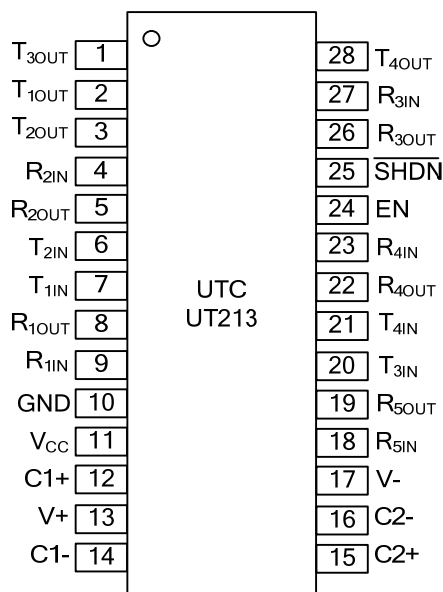 T3OUT 1 28 T4OUT
T1OUT 2 27 R3IN
T2OUT 3 26 R3OUT
R2IN 4 25 SHDN
R2OUT 5 24 EN
T2IN 6 23 R4IN
T1IN 7 22 R4OUT
UTC
UT213
R1OUT 8 21 T4IN
R1IN 9 20 T3IN
GND 10 19 R5OUT
VCC 11 18 R5IN
C1+ 12 17 V-
V+ 13 16 C2-
C1- 14 15 C2+